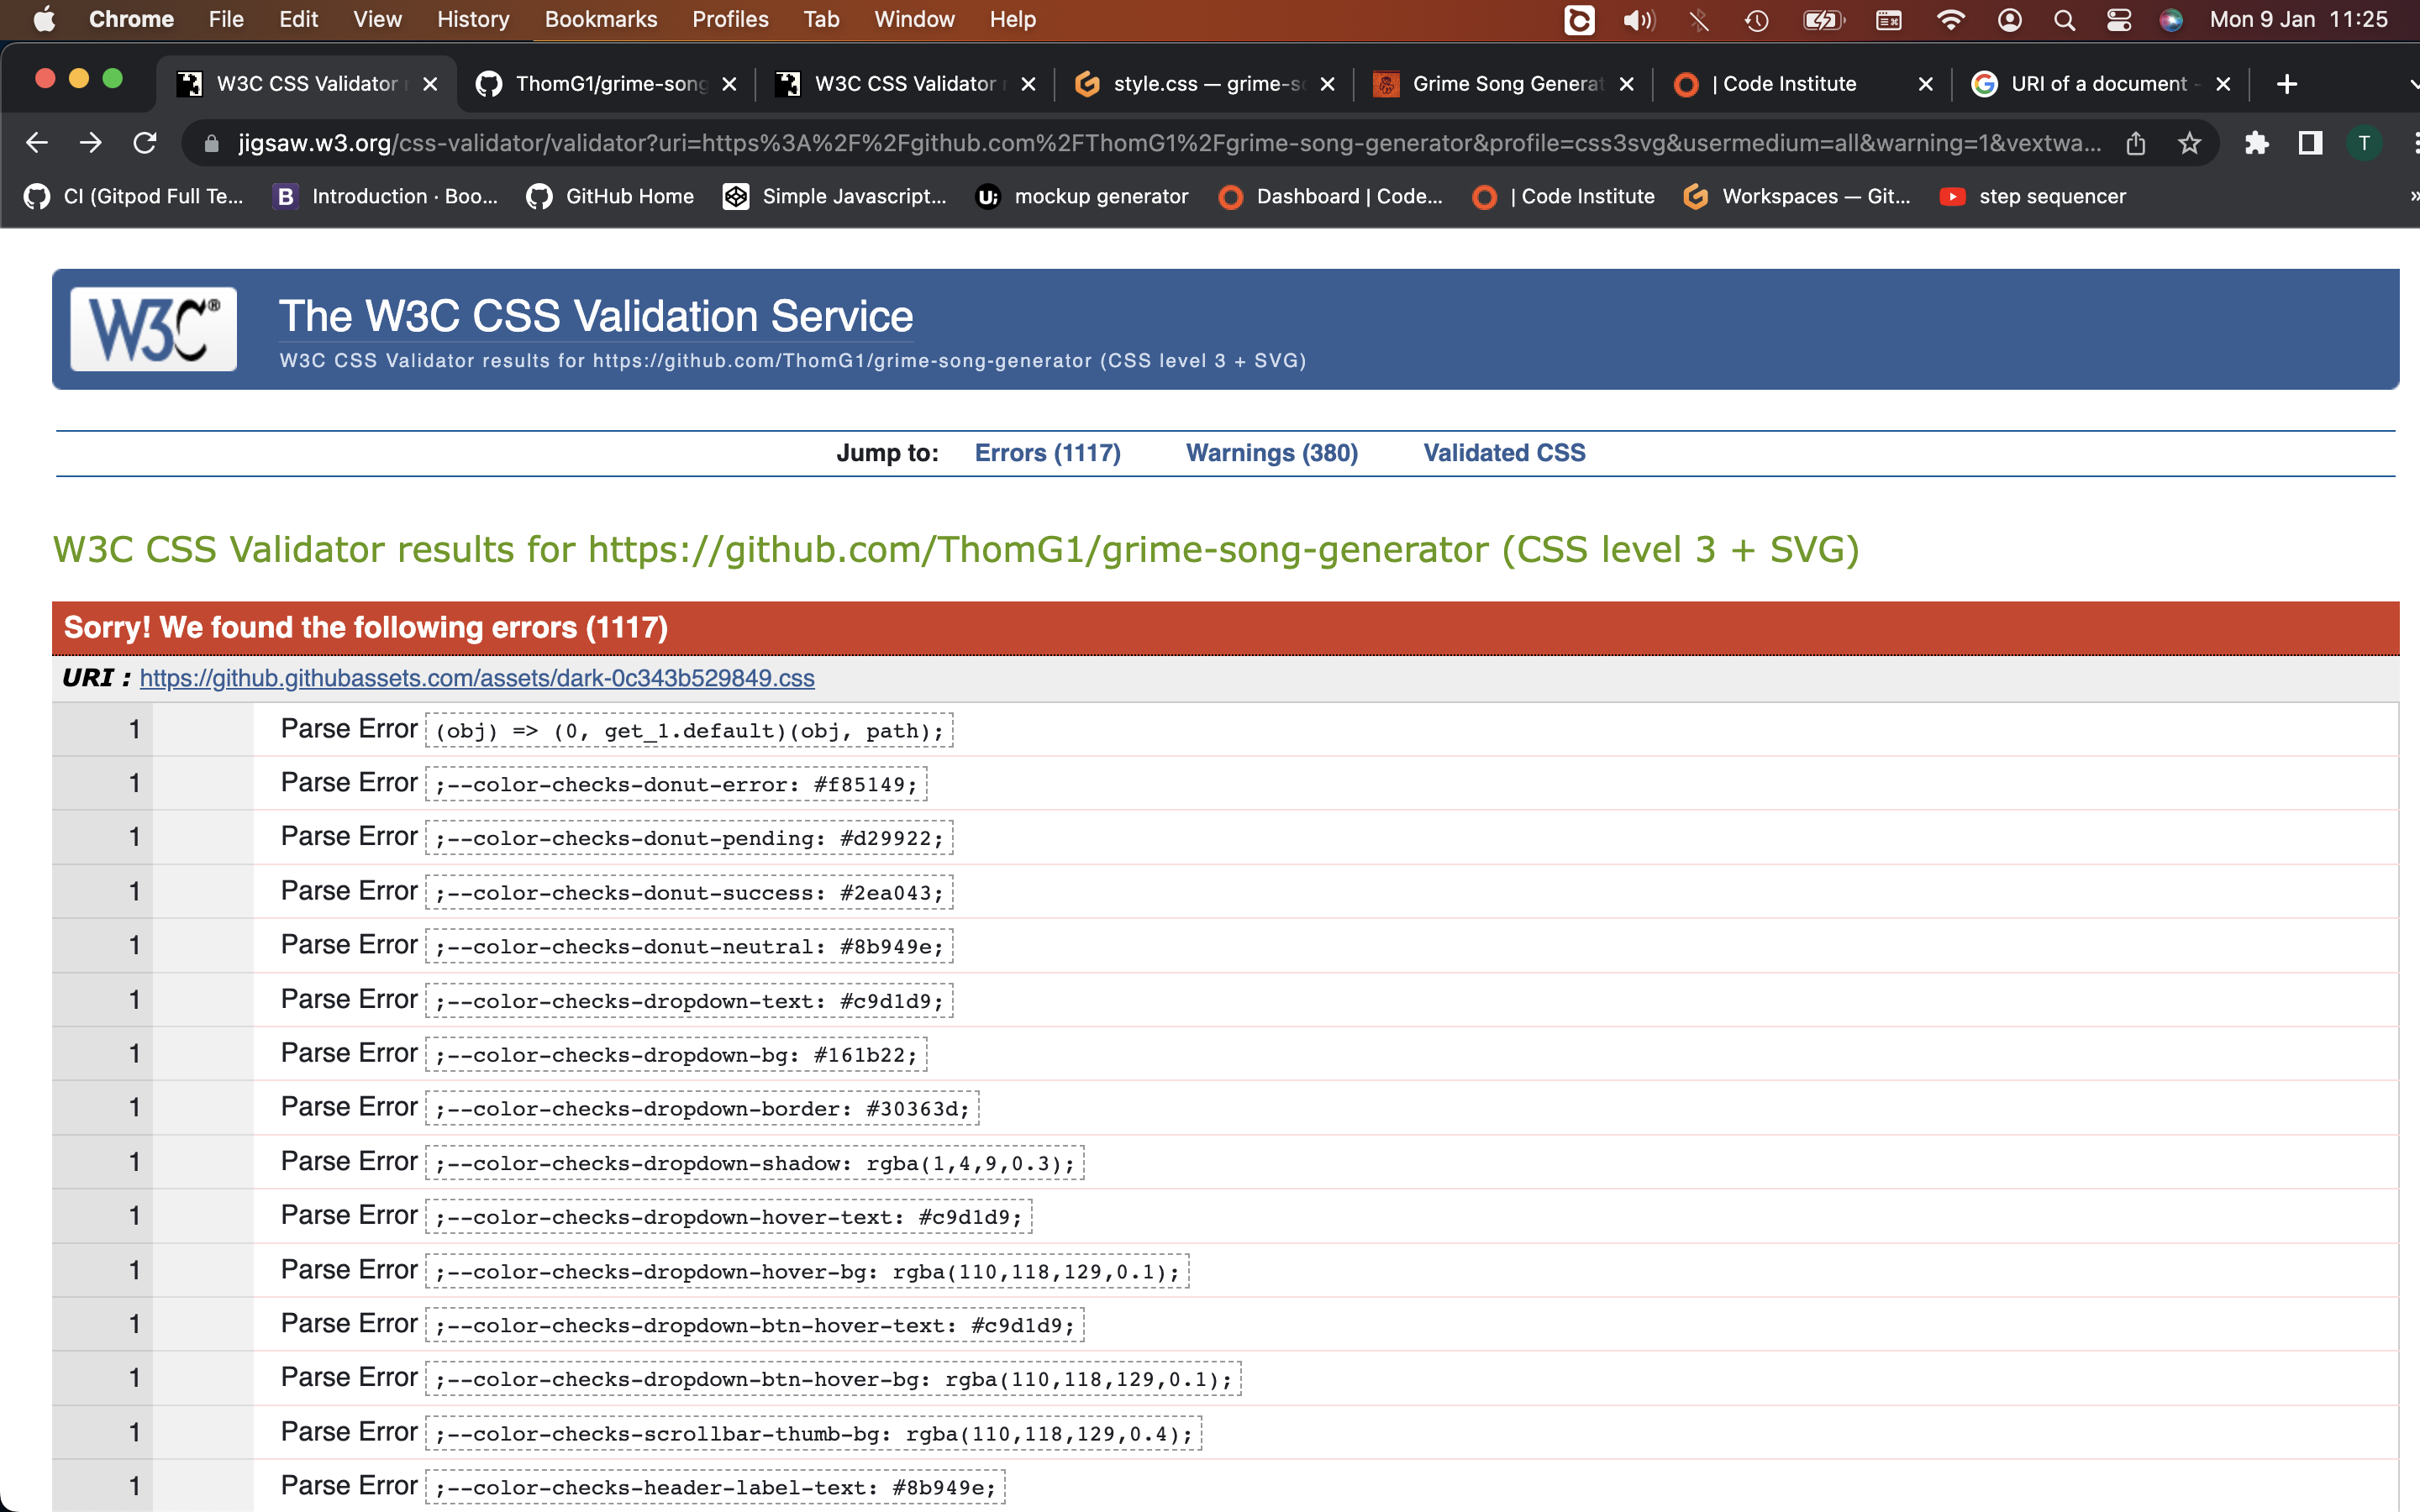 Chrome File Edit View History Bookmarks Profiles Tab Window Help Mon 9 Jan 11:25
W3C CSS Validator ThomG1/grime-song W3C CSS Validator style.css — grime-s Grime Song Generat | Code Institute URI of a document -
jigsaw.w3.org/css-validator/validator?uri=https%3A%2F%2Fgithub.com%2FThomG1%2Fgrime-song-generator&profile=css3svg&usermedium=all&warning=1&vextwa... T
CI (Gitpod Full Te... B Introduction · Boo... GitHub Home Simple Javascript... mockup generator Dashboard | Code... | Code Institute Workspaces — Git... step sequencer »
W3C® The W3C CSS Validation Service
W3C CSS Validator results for https://github.com/ThomG1/grime-song-generator (CSS level 3 + SVG)
Jump to: Errors (1117) Warnings (380) Validated CSS
W3C CSS Validator results for https://github.com/ThomG1/grime-song-generator (CSS level 3 + SVG)
Sorry! We found the following errors (1117)
URI : https://github.githubassets.com/assets/dark-0c343b529849.css
1 Parse Error (obj) => (0, get_1.default)(obj, path);
1 Parse Error ;--color-checks-donut-error: #f85149;
1 Parse Error ;--color-checks-donut-pending: #d29922;
1 Parse Error ;--color-checks-donut-success: #2ea043;
1 Parse Error ;--color-checks-donut-neutral: #8b949e;
1 Parse Error ;--color-checks-dropdown-text: #c9d1d9;
1 Parse Error ;--color-checks-dropdown-bg: #161b22;
1 Parse Error ;--color-checks-dropdown-border: #30363d;
1 Parse Error ;--color-checks-dropdown-shadow: rgba(1,4,9,0.3);
1 Parse Error ;--color-checks-dropdown-hover-text: #c9d1d9;
1 Parse Error ;--color-checks-dropdown-hover-bg: rgba(110,118,129,0.1);
1 Parse Error ;--color-checks-dropdown-btn-hover-text: #c9d1d9;
1 Parse Error ;--color-checks-dropdown-btn-hover-bg: rgba(110,118,129,0.1);
1 Parse Error ;--color-checks-scrollbar-thumb-bg: rgba(110,118,129,0.4);
1 Parse Error ;--color-checks-header-label-text: #8b949e;